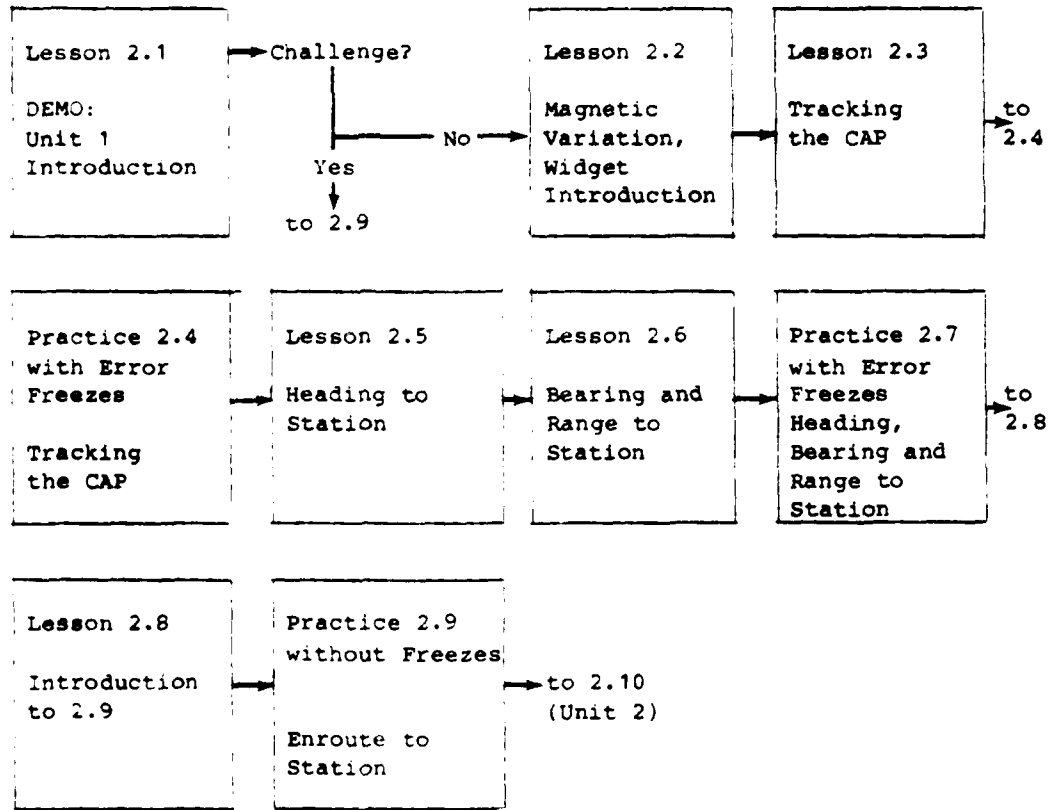 Lesson 2.1
DEMO:
Unit 1
Introduction
Challenge?
No
Yes
to 2.9
Lesson 2.2
Magnetic
Variation,
Widget
Introduction
Lesson 2.3
Tracking
the CAP
to
2.4
Practice 2.4
with Error
Freezes
Tracking
the CAP
Lesson 2.5
Heading to
Station
Lesson 2.6
Bearing and
Range to
Station
Practice 2.7
with Error
Freezes
Heading,
Bearing and
Range to
Station
to
2.8
Lesson 2.8
Introduction
to 2.9
Practice 2.9
without Freezes
Enroute to
Station
to 2.10
(Unit 2)